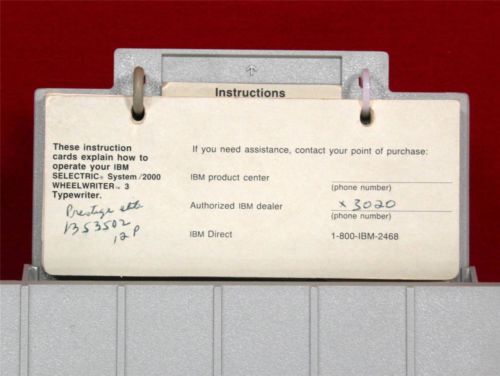 Instructions
These instruction
cards explain how to
operate your IBM
SELECTRIC® System/2000
WHEELWRITER™ 3
Typewriter.
Prestige elite
1353502
12P
If you need assistance, contact your point of purchase:
IBM product center
(phone number)
Authorized IBM dealer
x 3020
(phone number)
IBM Direct
1-800-IBM-2468